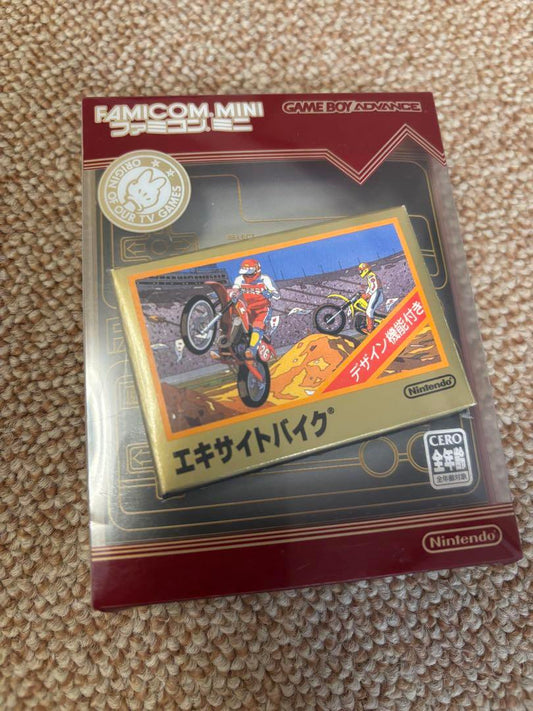 FAMICOM MINI
ファミコンミニ
GAME BOY ADVANCE
ORIGIN OF OUR TV GAMES
デザイン機能付き
Nintendo
エキサイトバイク®
CERO
全年齢
全年齢対象
Nintendo